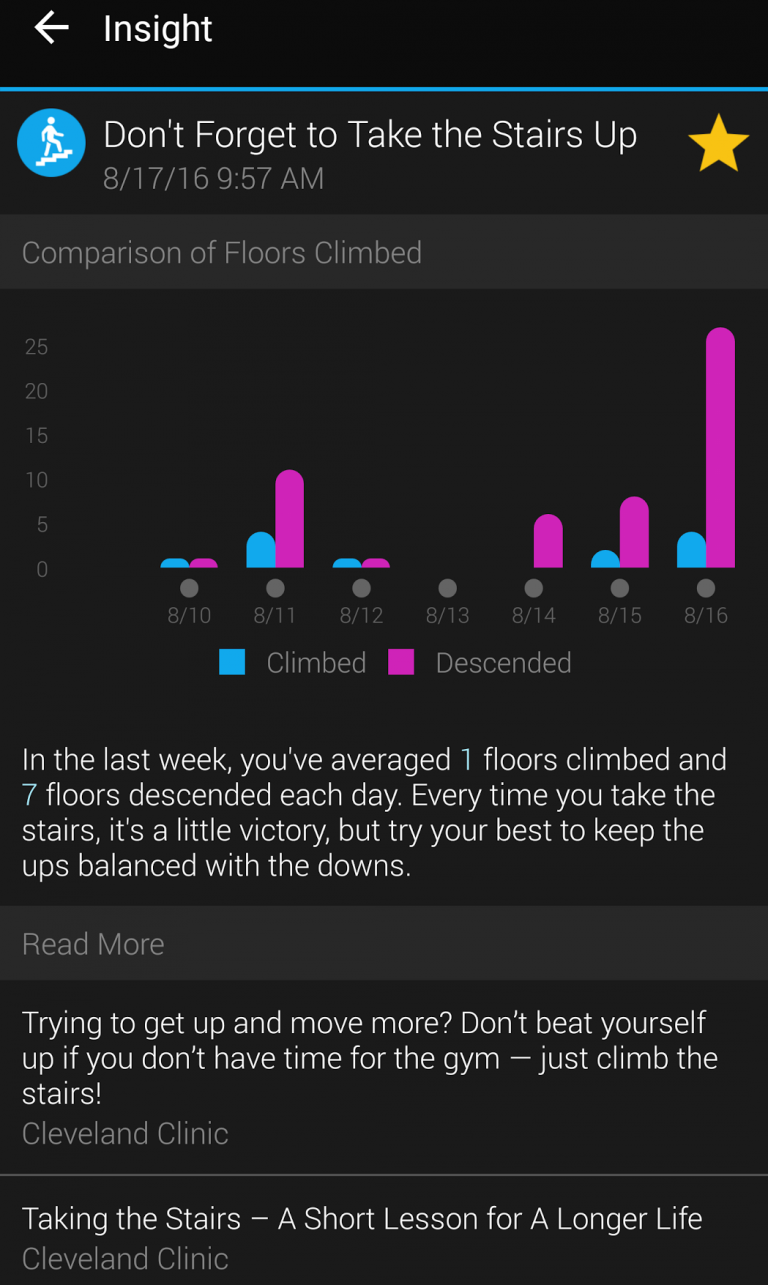 Insight
Don't Forget to Take the Stairs Up
8/17/16 9:57 AM
Comparison of Floors Climbed
25
20
15
10
5
0
8/10 8/11 8/12 8/13 8/14 8/15 8/16
Climbed Descended
In the last week, you've averaged 1 floors climbed and
7 floors descended each day. Every time you take the
stairs, it's a little victory, but try your best to keep the
ups balanced with the downs.
Read More
Trying to get up and move more? Don’t beat yourself
up if you don’t have time for the gym — just climb the
stairs!
Cleveland Clinic
Taking the Stairs – A Short Lesson for A Longer Life
Cleveland Clinic